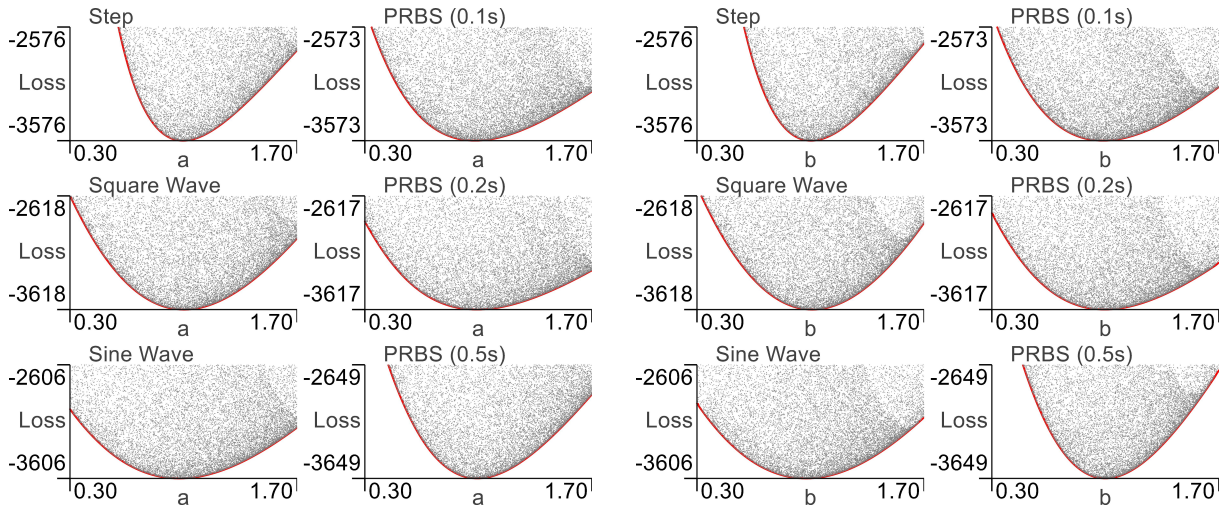 Step
-2576
Loss
-3576
0.30
a
1.70
PRBS (0.1s)
-2573
Loss
-3573
0.30
a
1.70
Step
-2576
Loss
-3576
0.30
b
1.70
PRBS (0.1s)
-2573
Loss
-3573
0.30
b
1.70
Square Wave
-2618
Loss
-3618
0.30
a
1.70
PRBS (0.2s)
-2617
Loss
-3617
0.30
a
1.70
Square Wave
-2618
Loss
-3618
0.30
b
1.70
PRBS (0.2s)
-2617
Loss
-3617
0.30
b
1.70
Sine Wave
-2606
Loss
-3606
0.30
a
1.70
PRBS (0.5s)
-2649
Loss
-3649
0.30
a
1.70
Sine Wave
-2606
Loss
-3606
0.30
b
1.70
PRBS (0.5s)
-2649
Loss
-3649
0.30
b
1.70